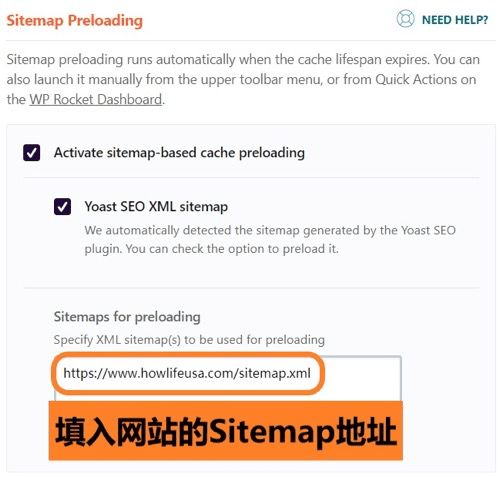 Sitemap Preloading
NEED HELP?
Sitemap preloading runs automatically when the cache lifespan expires. You can
also launch it manually from the upper toolbar menu, or from Quick Actions on
the WP Rocket Dashboard.
Activate sitemap-based cache preloading
Yoast SEO XML sitemap
We automatically detected the sitemap generated by the Yoast SEO
plugin. You can check the option to preload it.
Sitemaps for preloading
Specify XML sitemap(s) to be used for preloading
https://www.howlifeusa.com/sitemap.xml
填入网站的Sitemap地址